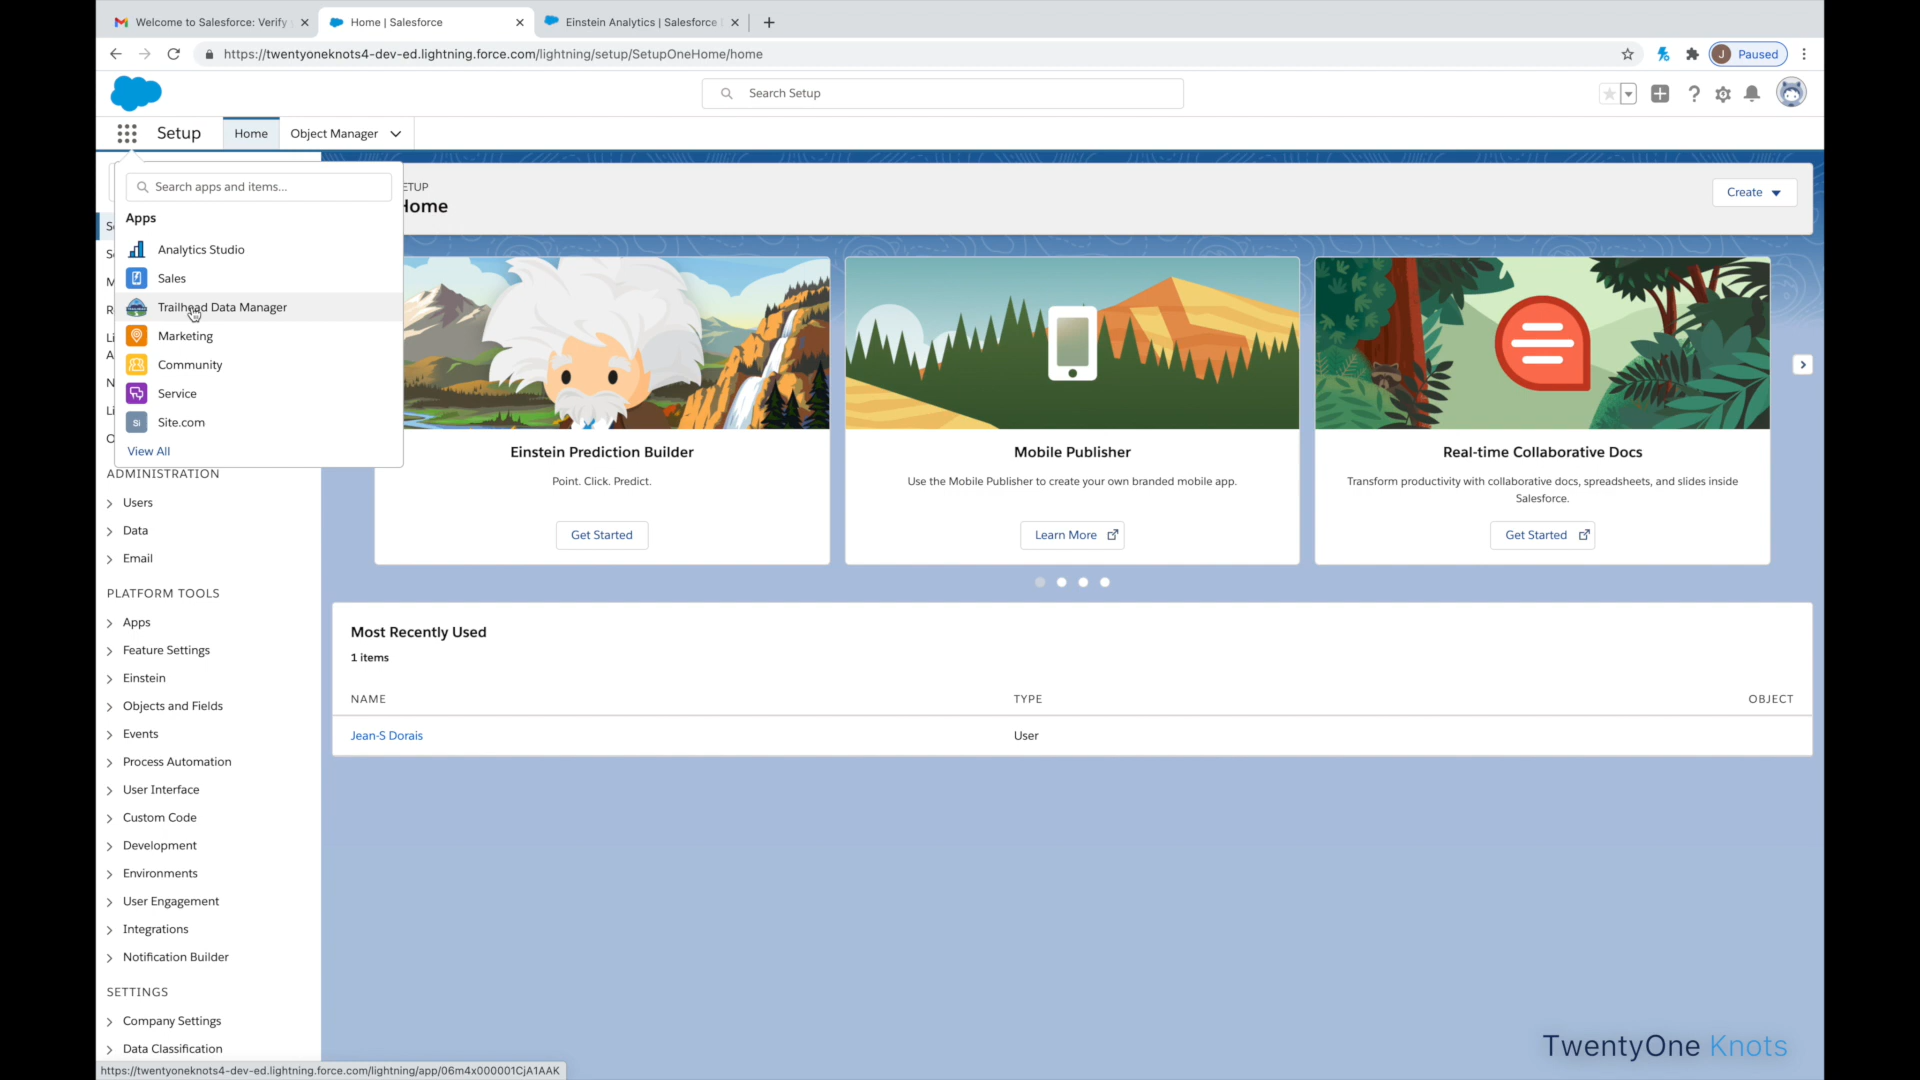 Welcome to Salesforce: Verify
Home | Salesforce
Einstein Analytics | Salesforce
https://twentyoneknots4-dev-ed.lightning.force.com/lightning/setup/SetupOneHome/home
J
Paused
Search Setup
Setup
Home
Object Manager
Search apps and items...
Apps
Analytics Studio
Sales
Trailhead Data Manager
Marketing
Community
Service
Si
Site.com
View All
ETUP
Home
Create
Einstein Prediction Builder
Point. Click. Predict.
Get Started
Mobile Publisher
Use the Mobile Publisher to create your own branded mobile app.
Learn More
Real-time Collaborative Docs
Transform productivity with collaborative docs, spreadsheets, and slides inside
Salesforce.
Get Started
ADMINISTRATION
Users
Data
Email
PLATFORM TOOLS
Apps
Feature Settings
Einstein
Objects and Fields
Events
Process Automation
User Interface
Custom Code
Development
Environments
User Engagement
Integrations
Notification Builder
SETTINGS
Company Settings
Data Classification
Most Recently Used
1 items
NAME
TYPE
OBJECT
Jean-S Dorais
User
TwentyOne Knots
https://twentyoneknots4-dev-ed.lightning.force.com/lightning/app/06m4x000001CjA1AAK